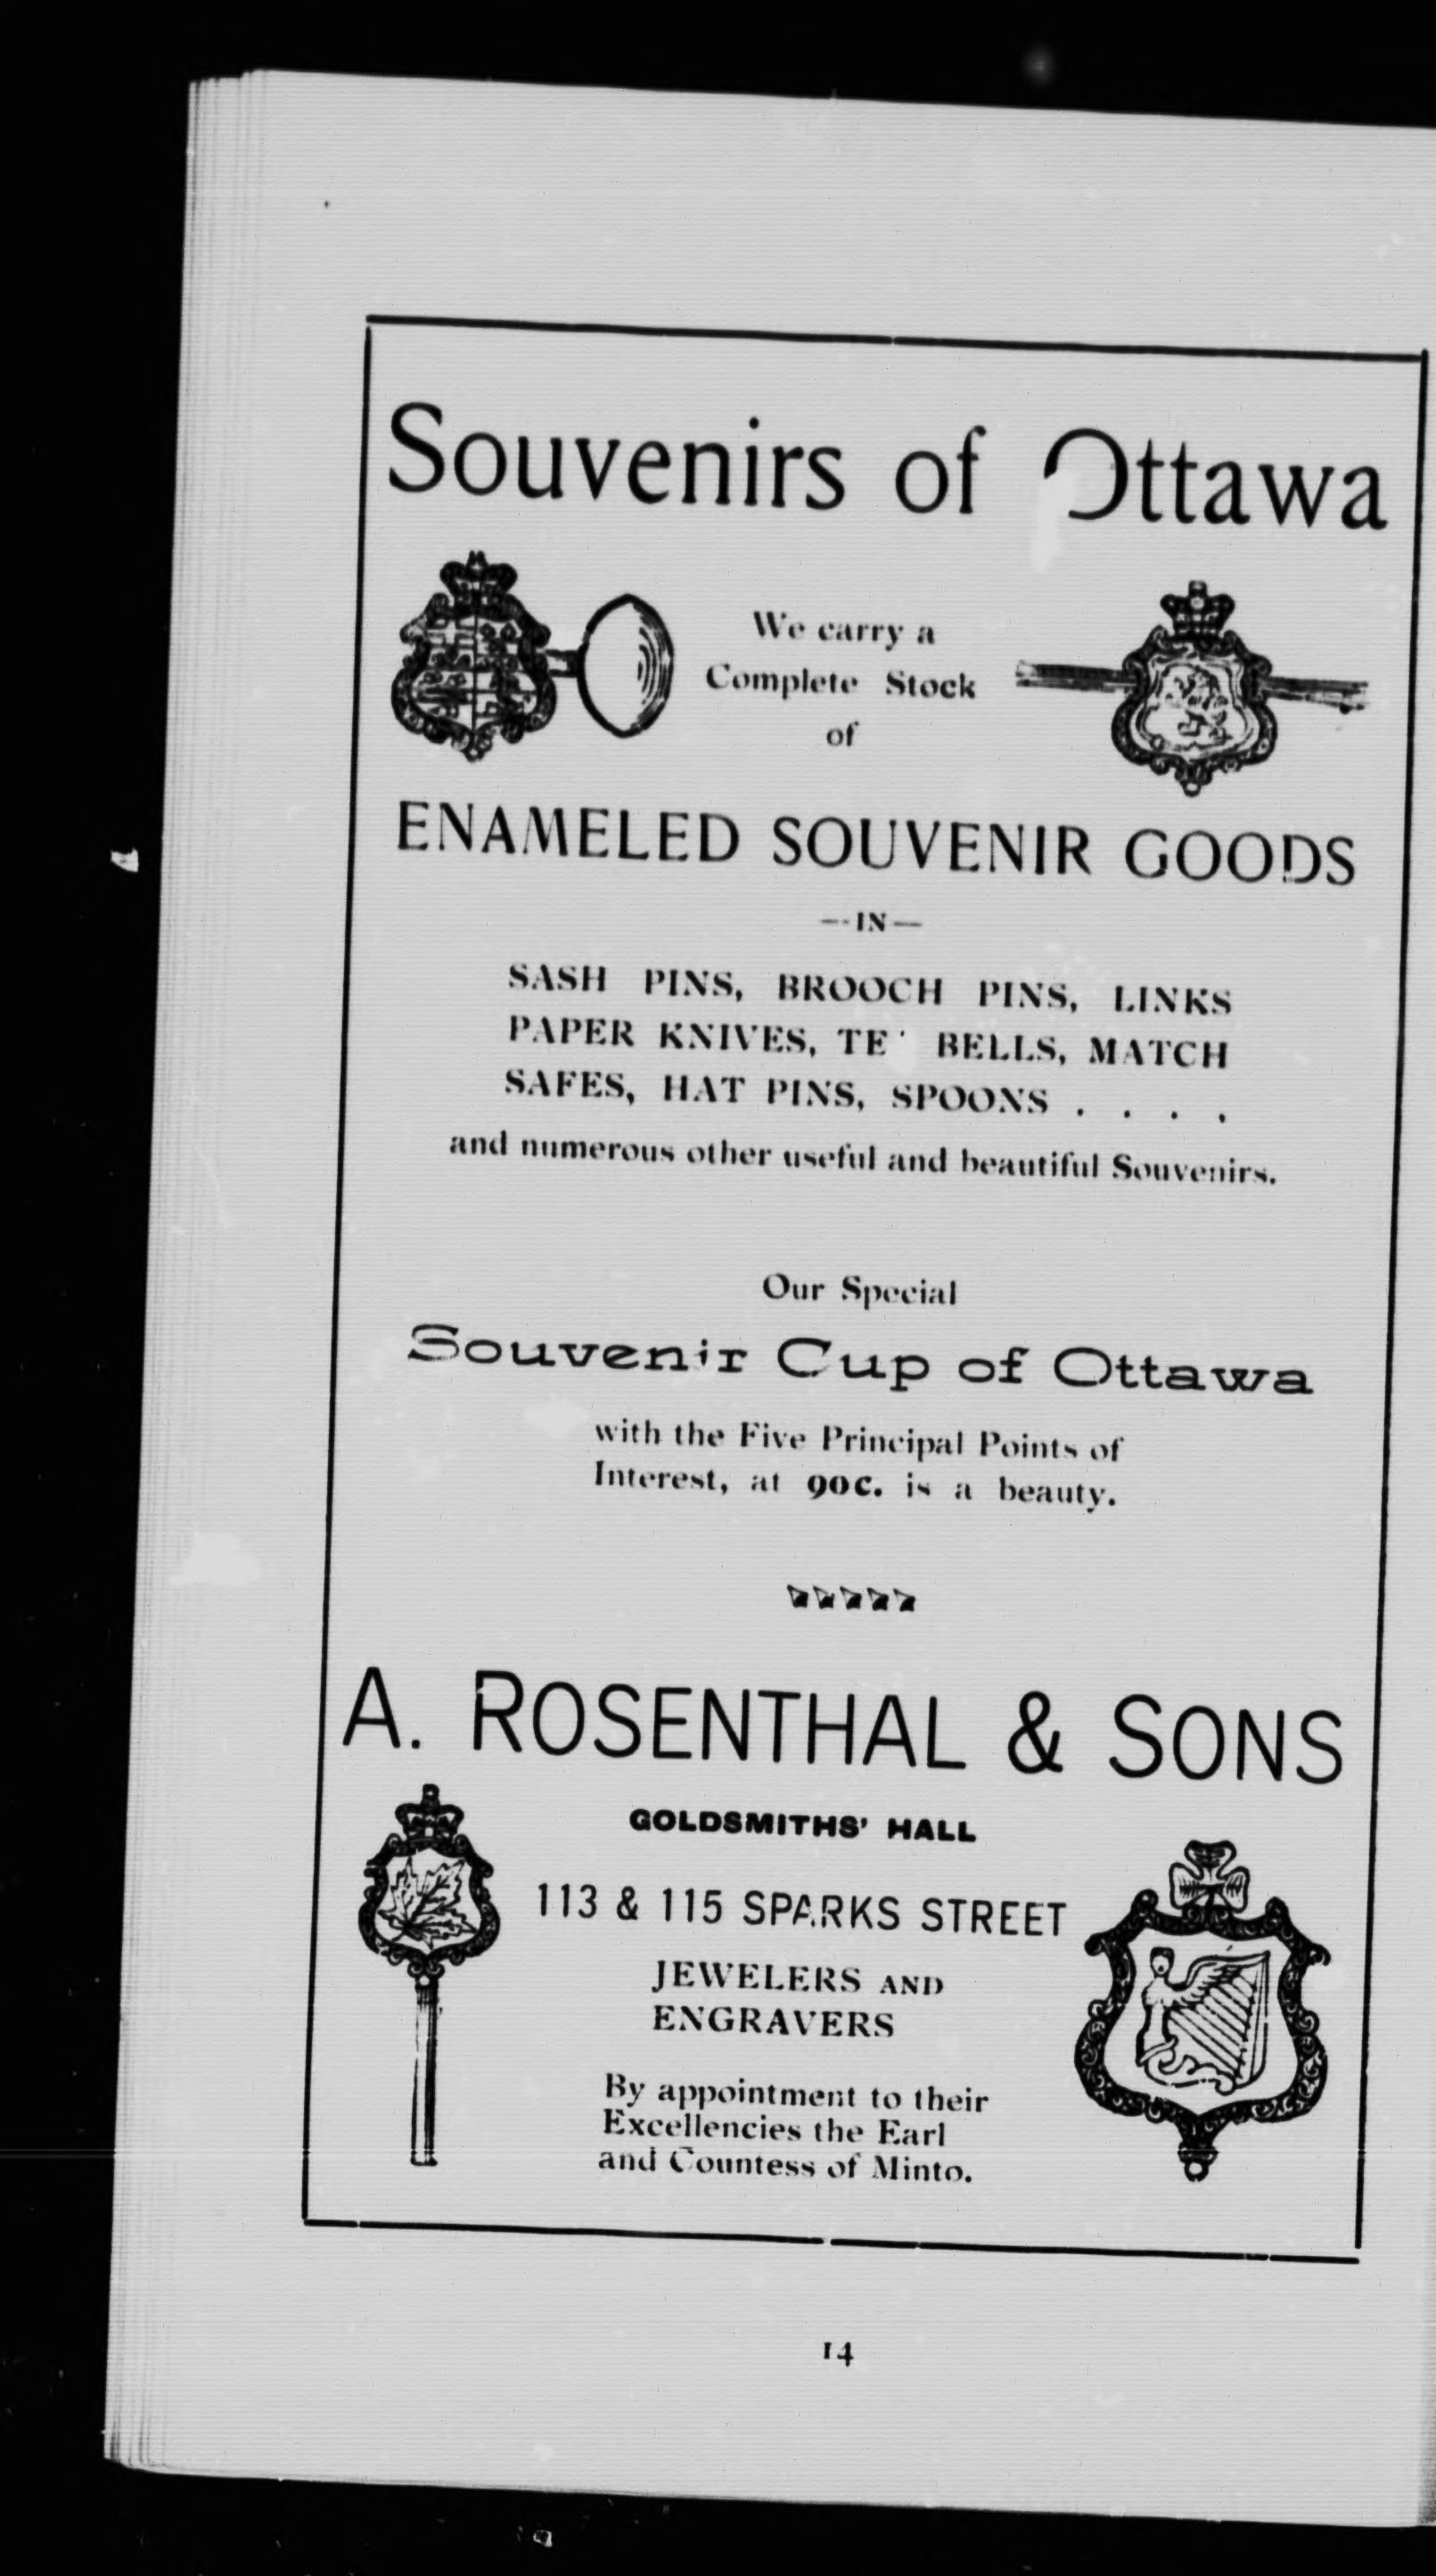 Souvenirs of Ottawa
We carry a
Complete Stock
of
ENAMELED SOUVENIR GOODS
—IN—
SASH PINS, BROOCH PINS, LINKS
PAPER KNIVES, BELLS, MATCH
SAFES, HAT PINS, SPOONS . . . .
and numerous other useful and beautiful Souvenirs.
Our Special
Souvenir Cup of Ottawa
with the Five Principal Points of
Interest, at 90c. is a beauty.
A. ROSENTHAL & SONS
GOLDSMITHS' HALL
113 & 115 SPARKS STREET
JEWELERS AND
ENGRAVERS
By appointment to their
Excellencies the Earl
and Countess of Minto.
14